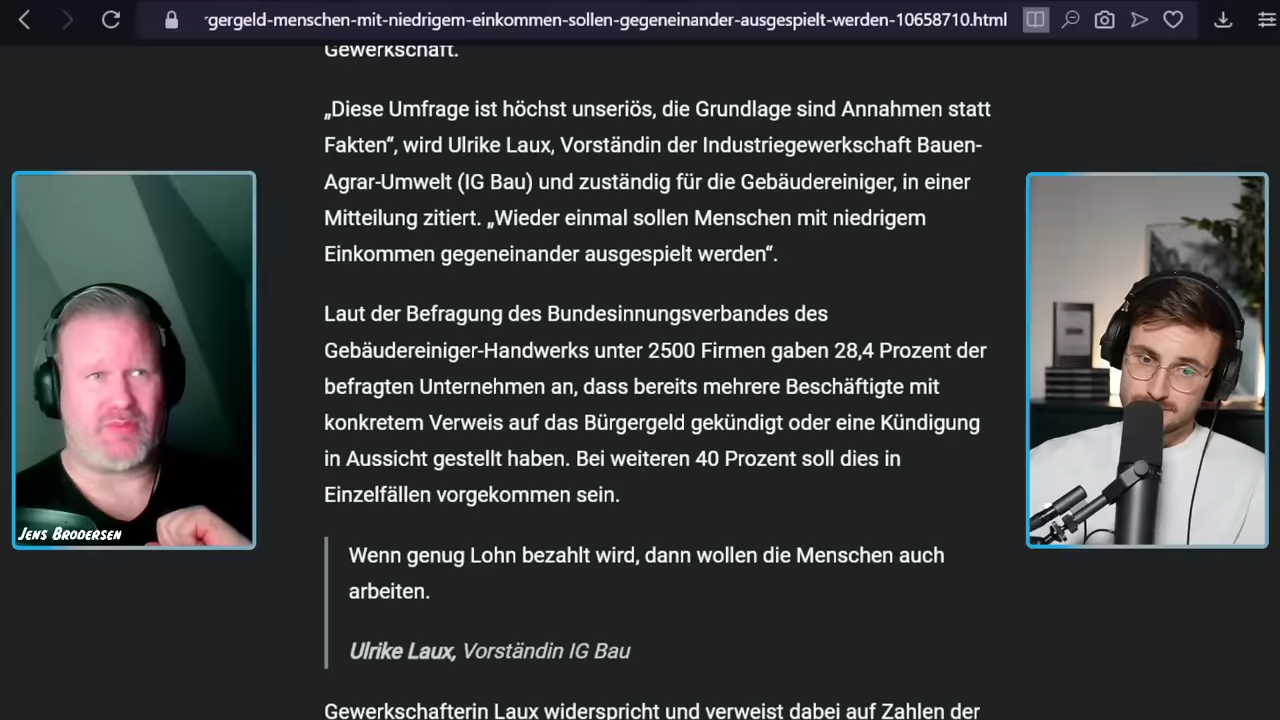 rgergeld-menschen-mit-niedrigem-einkommen-sollen-gegeneinander-ausgespielt-werden-10658710.html
Gewerkschaft.
„Diese Umfrage ist höchst unseriös, die Grundlage sind Annahmen statt
Fakten“, wird Ulrike Laux, Vorständin der Industriegewerkschaft Bauen-
Agrar-Umwelt (IG Bau) und zuständig für die Gebäudereiniger, in einer
Mitteilung zitiert. „Wieder einmal sollen Menschen mit niedrigem
Einkommen gegeneinander ausgespielt werden“.
Laut der Befragung des Bundesinnungsverbandes des
Gebäudereiniger-Handwerks unter 2500 Firmen gaben 28,4 Prozent der
befragten Unternehmen an, dass bereits mehrere Beschäftigte mit
konkretem Verweis auf das Bürgergeld gekündigt oder eine Kündigung
in Aussicht gestellt haben. Bei weiteren 40 Prozent soll dies in
Einzelfällen vorgekommen sein.
Wenn genug Lohn bezahlt wird, dann wollen die Menschen auch
arbeiten.
Ulrike Laux, Vorständin IG Bau
Gewerkschafterin Laux widerspricht und verweist dabei auf Zahlen der
Jens Brodersen